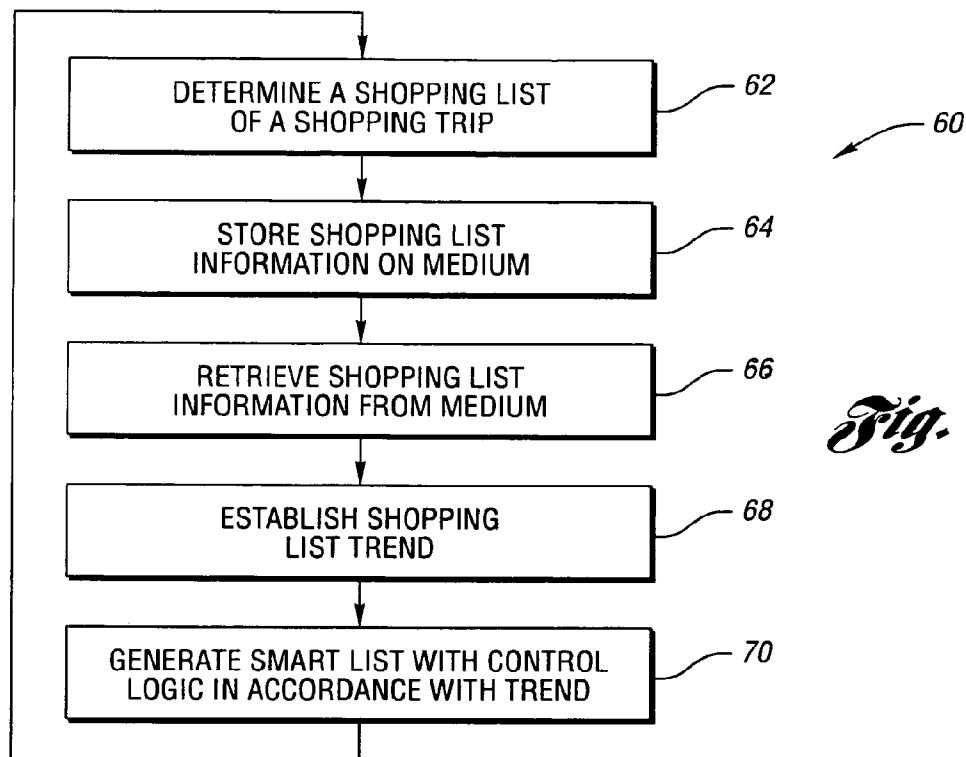 DETERMINE A SHOPPING LIST
OF A SHOPPING TRIP
62
60
STORE SHOPPING LIST
INFORMATION ON MEDIUM
64
RETRIEVE SHOPPING LIST
INFORMATION FROM MEDIUM
66
Fig.
ESTABLISH SHOPPING
LIST TREND
68
GENERATE SMART LIST WITH CONTROL
LOGIC IN ACCORDANCE WITH TREND
70